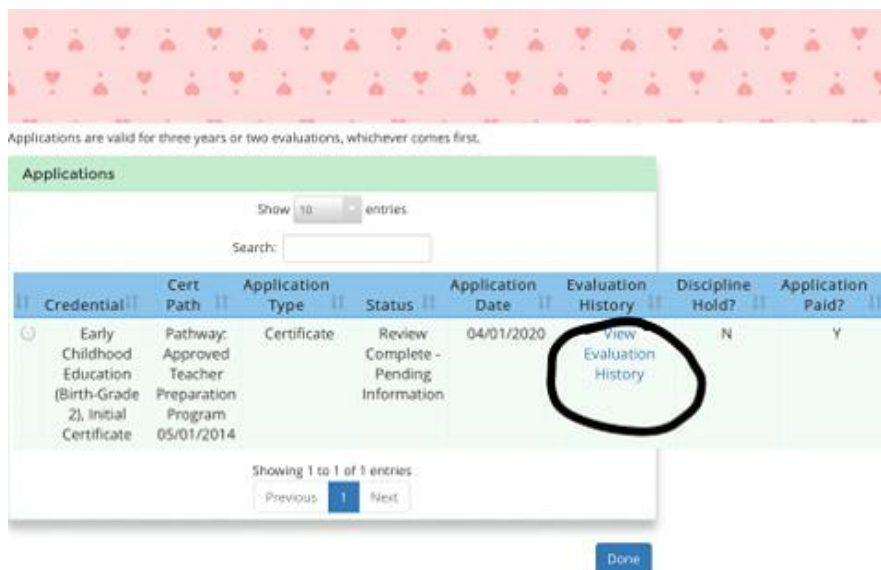 Applications are valid for three years or two evaluations, whichever comes first.
Applications
Show 10 entries
Search:
Credential Cert Path Application Type Status Application Date Evaluation History Discipline Hold? Application Paid?
Early Childhood Education (Birth-Grade 2), Initial Certificate Pathway: Approved Teacher Preparation Program 05/01/2014 Certificate Review Complete - Pending Information 04/01/2020 View Evaluation History N Y
Showing 1 to 1 of 1 entries
Previous 1 Next
Done